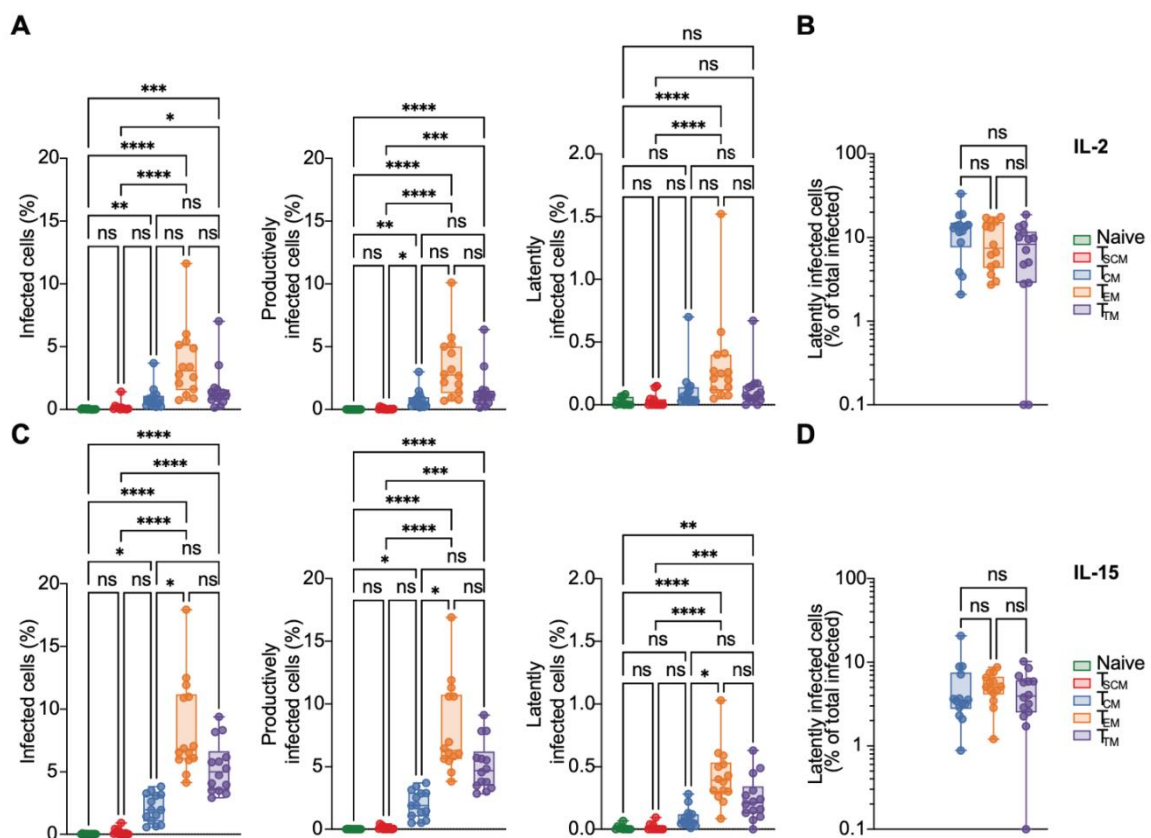 A
B
ns
ns
***
****
****
*
***
****
ns
****
****
****
ns
****
****
ns
ns
IL-2
**
ns
**
ns
ns
ns
ns
ns
ns
ns
ns
ns
ns
*
ns
ns
ns
ns
ns
ns
Infected cells (%)
20
15
10
5
0
Productively
infected cells (%)
20
15
10
5
0
Latently
infected cells (%)
2.0
1.5
1.0
0.5
0.0
Naive
TSCM
TCM
TEM
TTM
Latently infected cells
(% of total infected)
100
10
1
0.1
C
D
****
****
****
***
****
****
**
****
****
***
*
ns
*
ns
****
****
ns
IL-15
ns
ns
*
ns
ns
ns
*
ns
ns
ns
ns
ns
ns
ns
*
ns
Infected cells (%)
20
15
10
5
0
Productively
infected cells (%)
20
15
10
5
0
Latently
infected cells (%)
2.0
1.5
1.0
0.5
0.0
Naive
TSCM
TCM
TEM
TTM
Latently infected cells
(% of total infected)
100
10
1
0.1